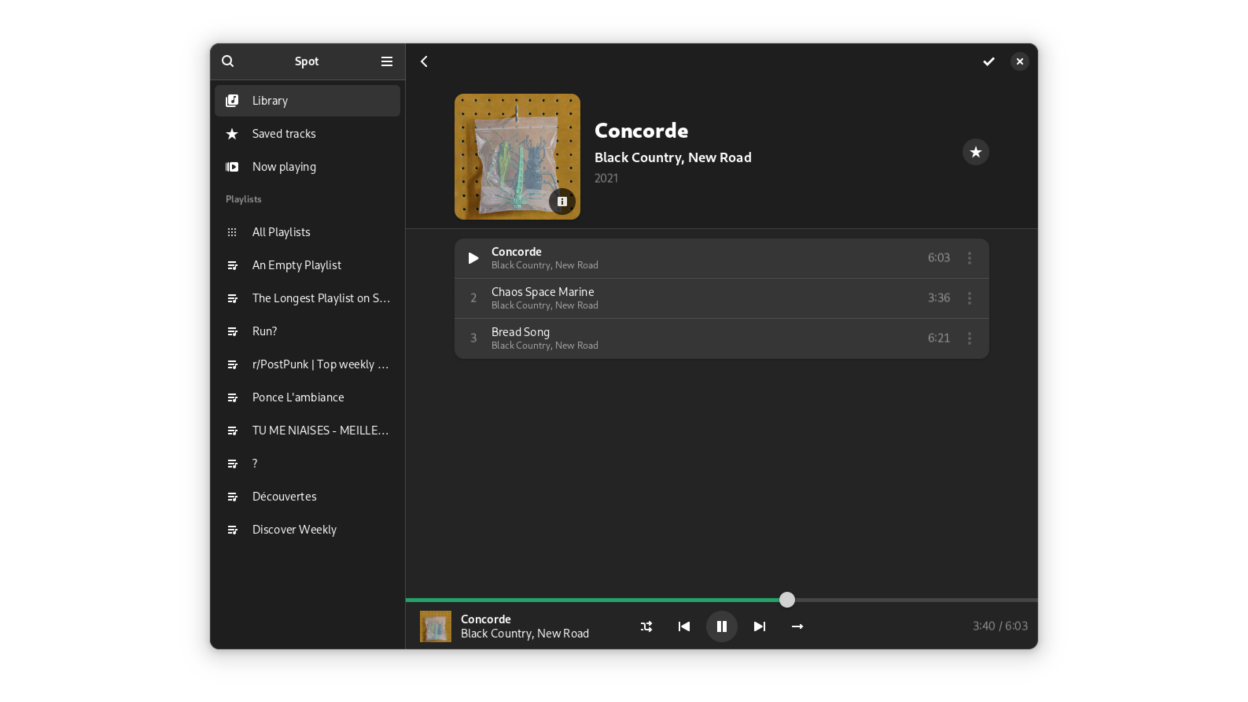 Spot
Library
Saved tracks
Now playing
Playlists
All Playlists
An Empty Playlist
The Longest Playlist on S...
Run?
r/PostPunk | Top weekly ...
Ponce L'ambiance
TU ME NIAISES - MEILLE...
?
Découvertes
Discover Weekly
Concorde
Black Country, New Road
2021
Concorde
Black Country, New Road
6:03
2
Chaos Space Marine
Black Country, New Road
3:36
3
Bread Song
Black Country, New Road
6:21
Concorde
Black Country, New Road
3:40 / 6:03